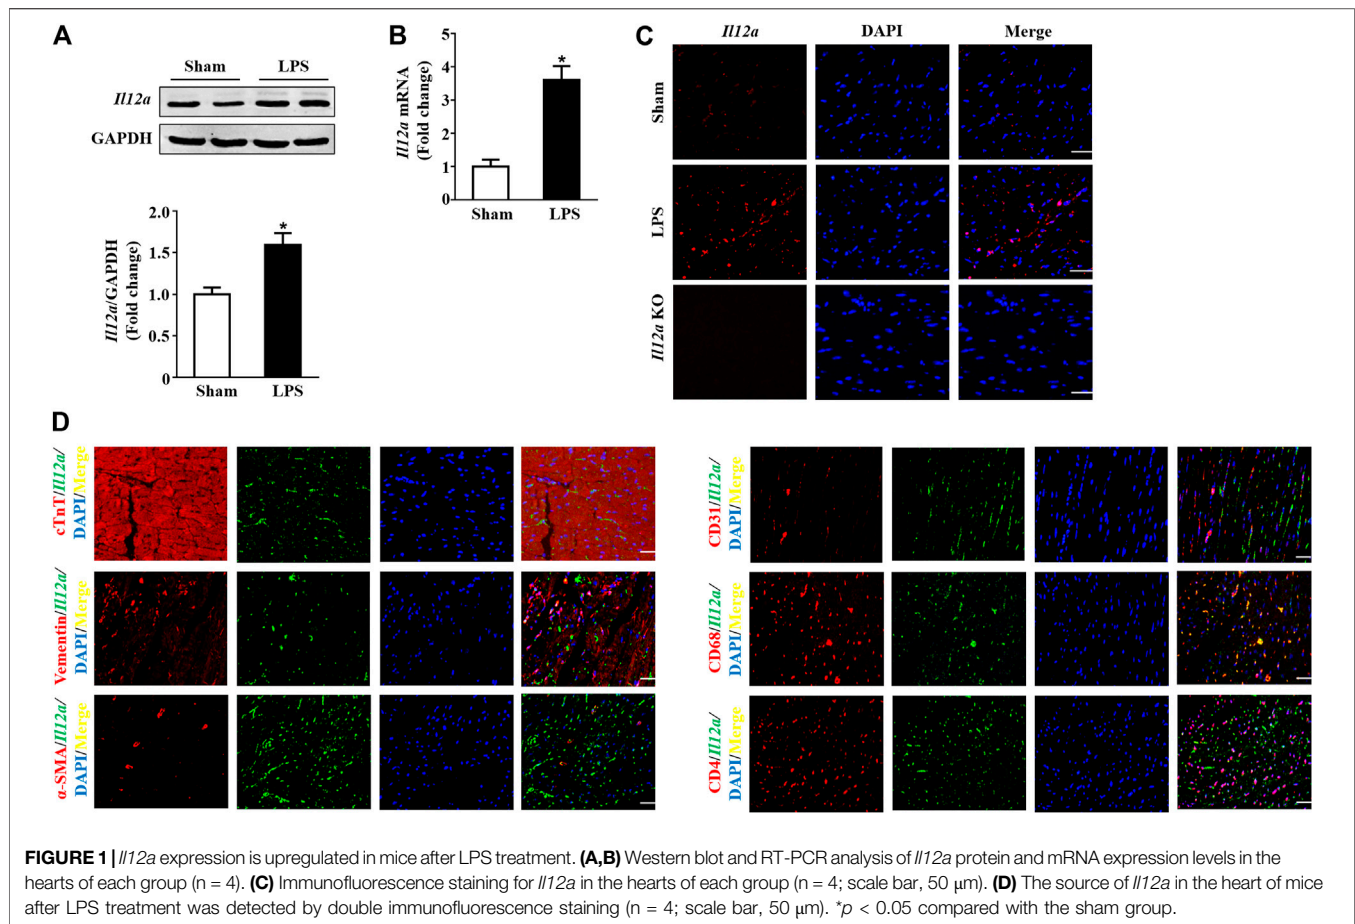 A
Sham LPS
Il12a
GAPDH
2.0
1.5
1.0
0.5
0
Il12a/GAPDH
(Fold change)
*
Sham LPS
B
5
4
3
2
1
0
Il12a mRNA
(Fold change)
*
Sham LPS
C
Il12a DAPI Merge
Sham
LPS
Il12a KO
D
cTnT/Il12a/
DAPI/Merge
Vementin/Il12a/
DAPI/Merge
α-SMA/Il12a/
DAPI/Merge
CD31/Il12a/
DAPI/Merge
CD68/Il12a/
DAPI/Merge
CD4/Il12a/
DAPI/Merge
FIGURE 1 | Il12a expression is upregulated in mice after LPS treatment. (A,B) Western blot and RT-PCR analysis of Il12a protein and mRNA expression levels in the
hearts of each group (n = 4). (C) Immunofluorescence staining for Il12a in the hearts of each group (n = 4; scale bar, 50 μm). (D) The source of Il12a in the heart of mice
after LPS treatment was detected by double immunofluorescence staining (n = 4; scale bar, 50 μm). *p < 0.05 compared with the sham group.